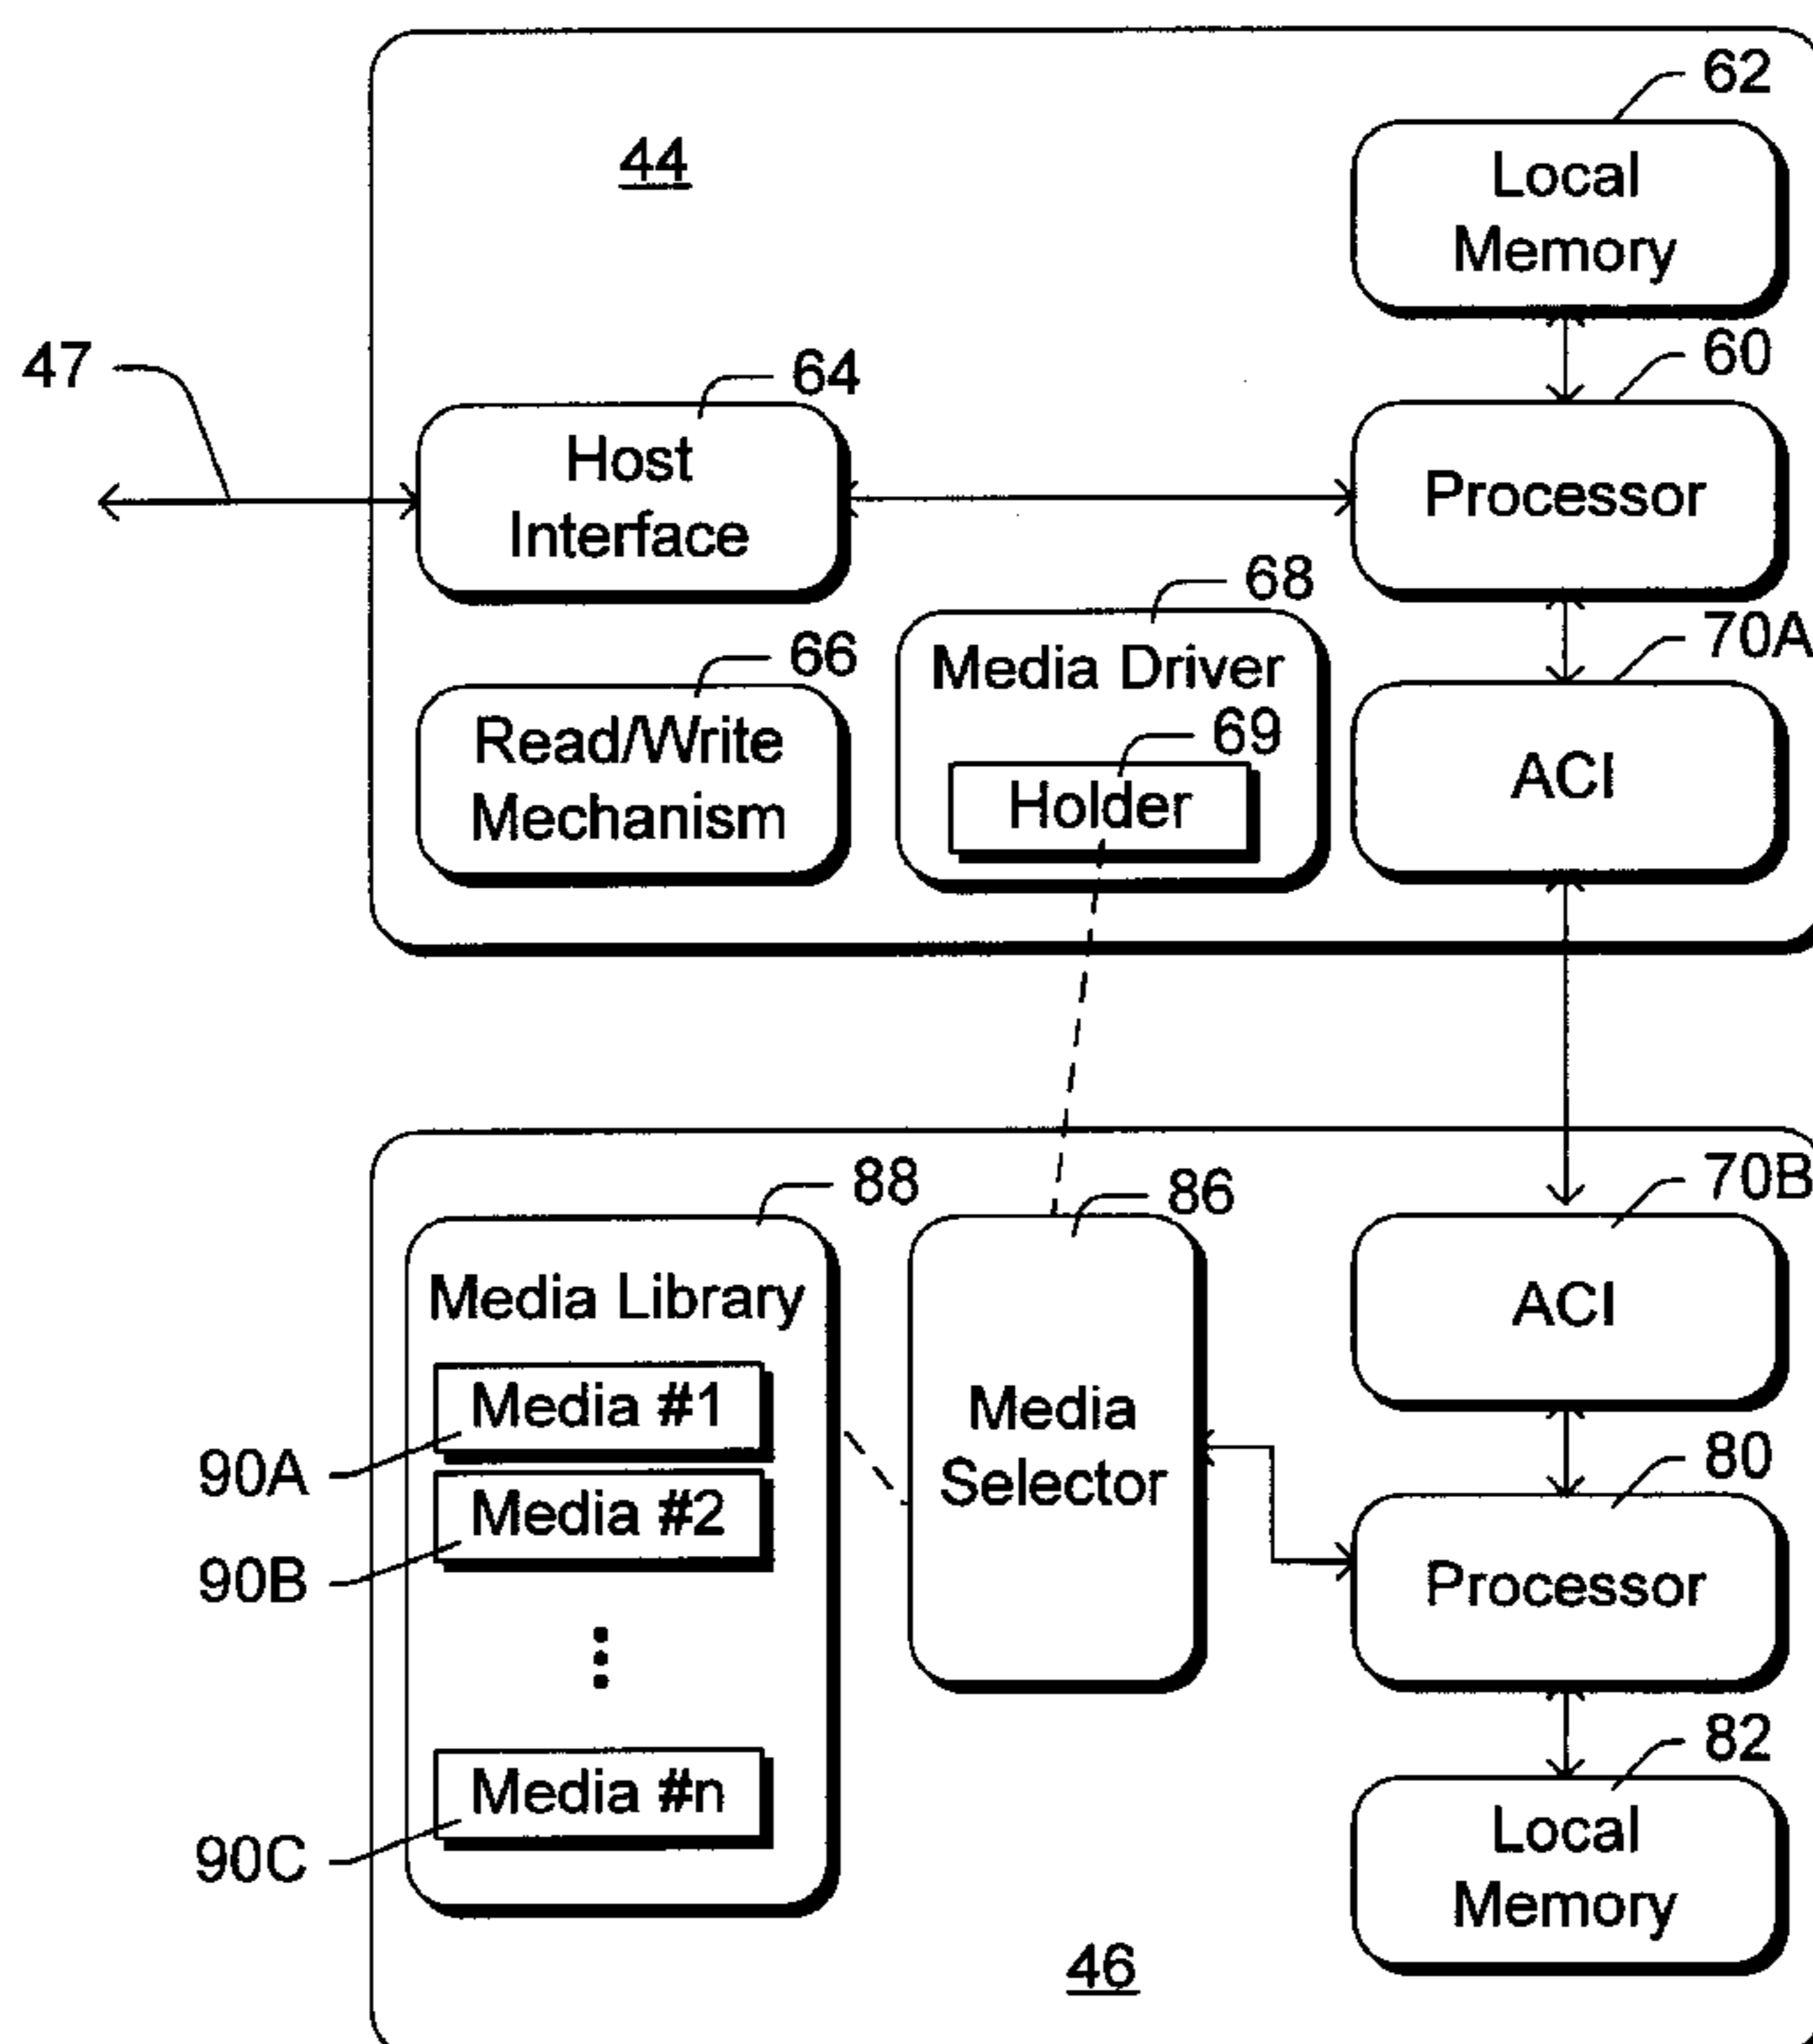 62
44
Local
Memory
47
64
60
Host
Interface
Processor
68
66
70A
Media Driver
Read/Write
Mechanism
69
Holder
ACI
88
86
70B
Media Library
ACI
Media #1
Media
Selector
90A
80
Media #2
90B
Processor
82
Media #n
90C
Local
Memory
46